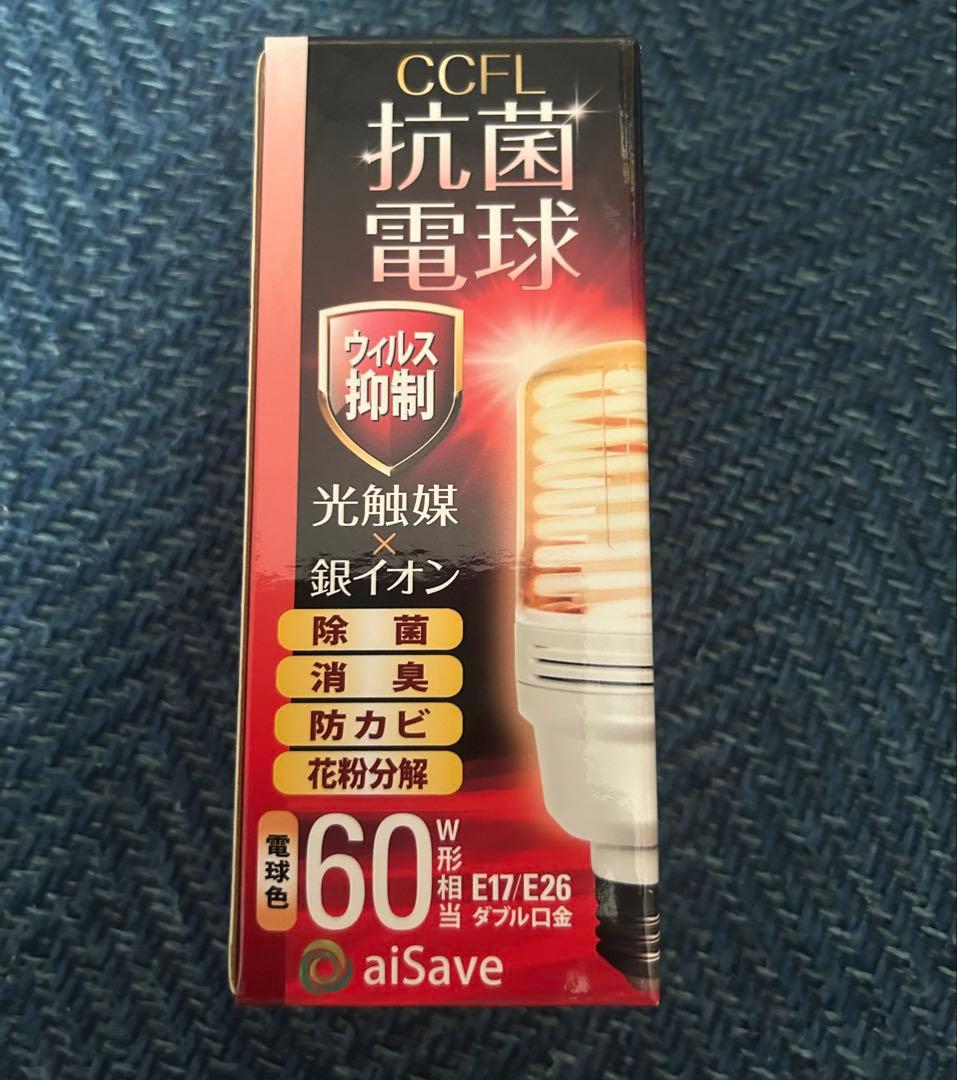 CCFL
抗菌
電球
ウィルス
抑制
光触媒
×
銀イオン
除菌
消臭
防カビ
花粉分解
電球色
60
W形相当
E17/E26
ダブル口金
aiSave